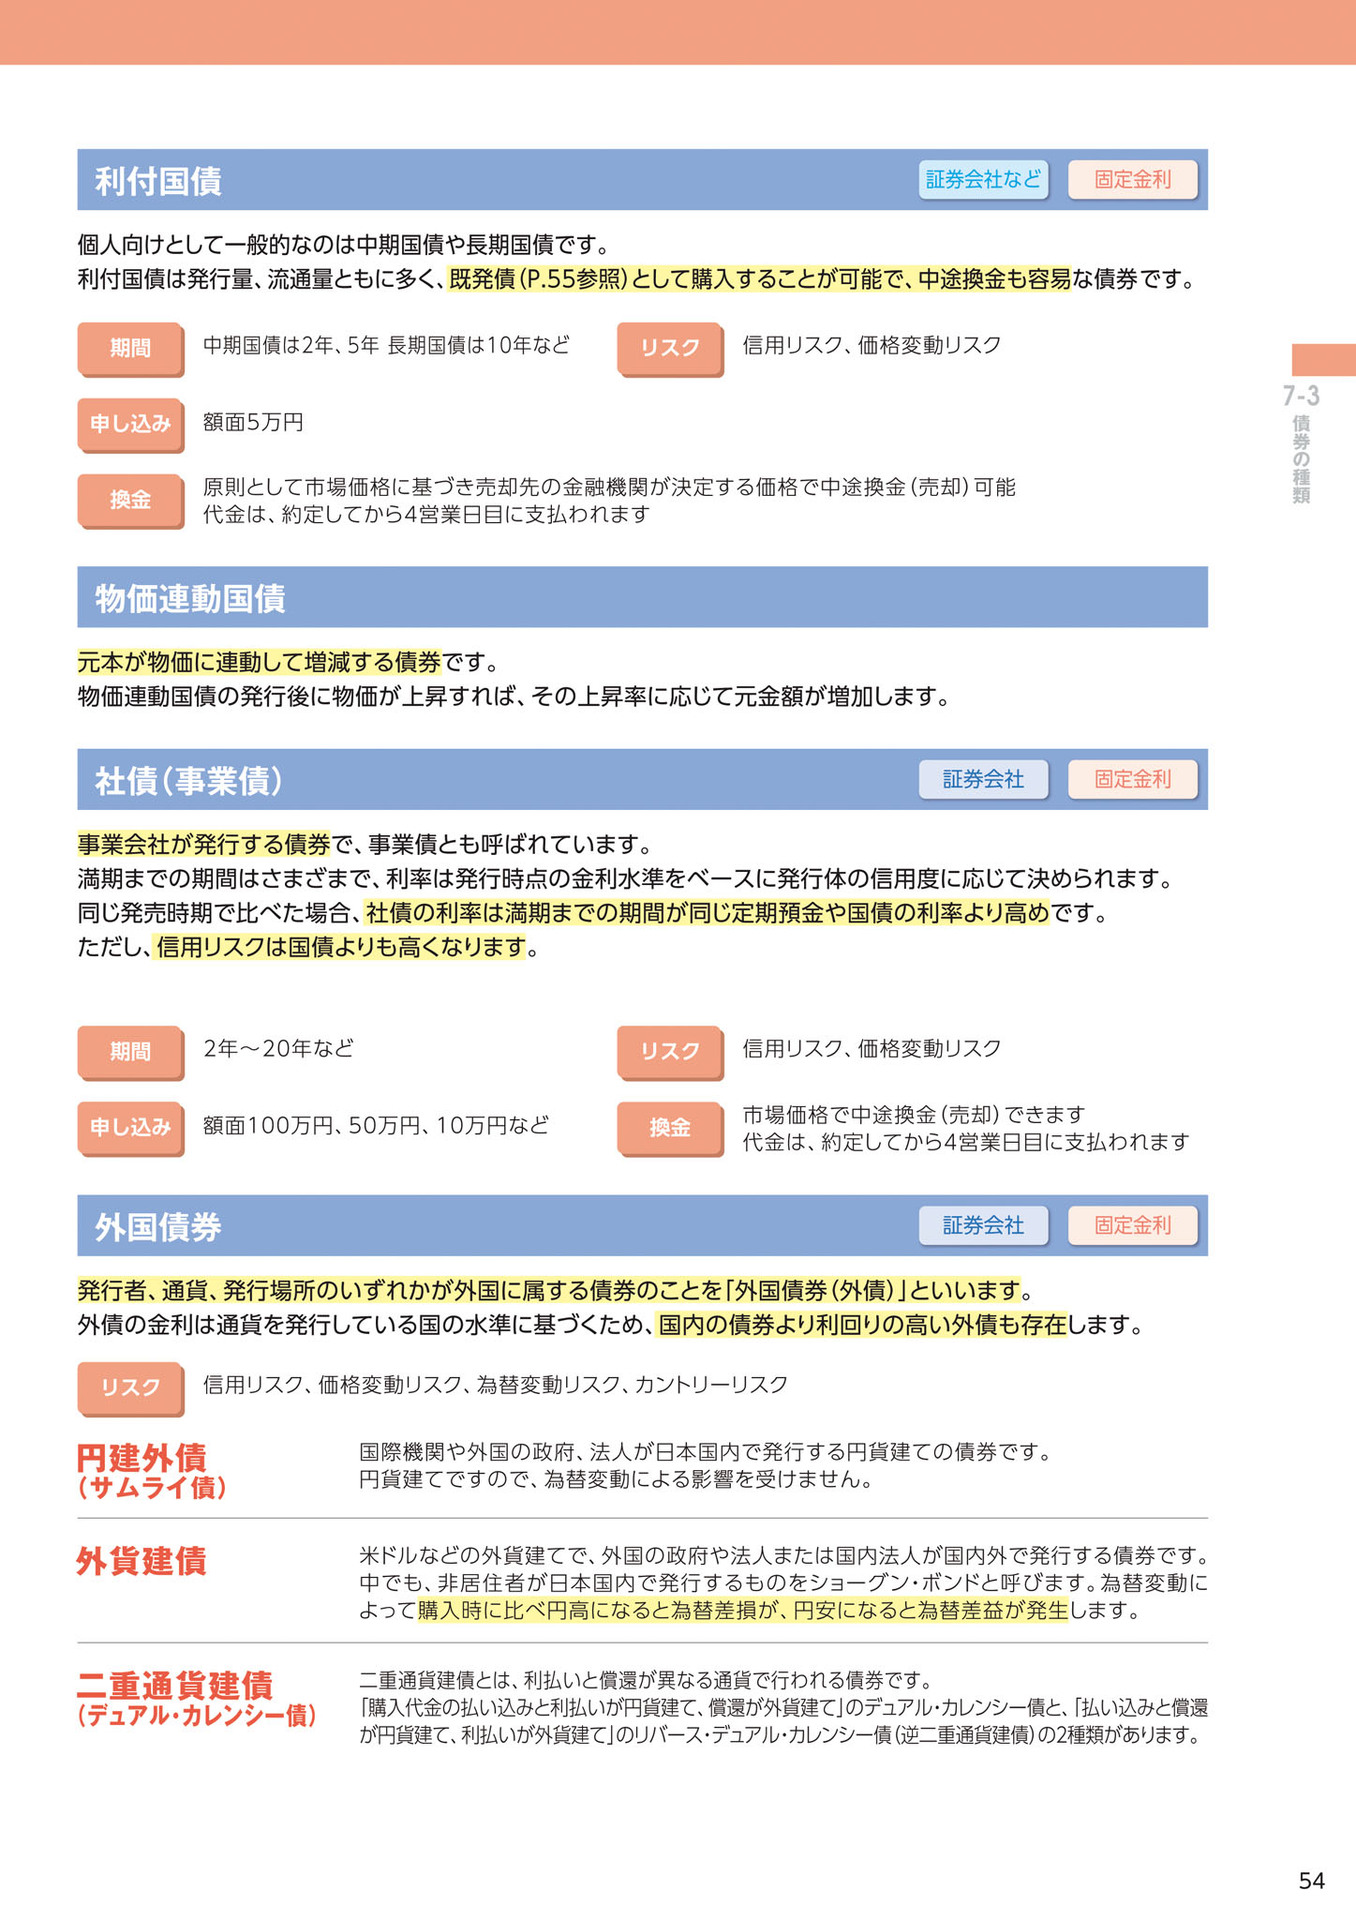 利付国債
証券会社など
固定金利
個人向けとして一般的なのは中期国債や長期国債です。
利付国債は発行量、流通量ともに多く、既発債(P.55参照)として購入することが可能で、中途換金も容易な債券です。
期間
中期国債は2年、5年 長期国債は10年など
リスク
信用リスク、価格変動リスク
申し込み
額面5万円
換金
原則として市場価格に基づき売却先の金融機関が決定する価格で中途換金(売却)可能
代金は、約定してから4営業日目に支払われます
7-3
債券の種類
物価連動国債
元本が物価に連動して増減する債券です。
物価連動国債の発行後に物価が上昇すれば、その上昇率に応じて元金額が増加します。
社債(事業債)
証券会社
固定金利
事業会社が発行する債券で、事業債とも呼ばれています。
満期までの期間はさまざまで、利率は発行時点の金利水準をベースに発行体の信用度に応じて決められます。
同じ発売時期で比べた場合、社債の利率は満期までの期間が同じ定期預金や国債の利率より高めです。
ただし、信用リスクは国債よりも高くなります。
期間
2年～20年など
リスク
信用リスク、価格変動リスク
申し込み
額面100万円、50万円、10万円など
換金
市場価格で中途換金(売却)できます
代金は、約定してから4営業日目に支払われます
外国債券
証券会社
固定金利
発行者、通貨、発行場所のいずれかが外国に属する債券のことを「外国債券(外債)」といいます。
外債の金利は通貨を発行している国の水準に基づくため、国内の債券より利回りの高い外債も存在します。
リスク
信用リスク、価格変動リスク、為替変動リスク、カントリーリスク
円建外債
(サムライ債)
国際機関や外国の政府、法人が日本国内で発行する円貨建ての債券です。
円貨建てですので、為替変動による影響を受けません。
外貨建債
米ドルなどの外貨建てで、外国の政府や法人または国内法人が国内外で発行する債券です。
中でも、非居住者が日本国内で発行するものをショーグン・ボンドと呼びます。為替変動に
よって購入時に比べ円高になると為替差損が、円安になると為替差益が発生します。
二重通貨建債
(デュアル・カレンシー債)
二重通貨建債とは、利払いと償還が異なる通貨で行われる債券です。
「購入代金の払い込みと利払いが円貨建て、償還が外貨建て」のデュアル・カレンシー債と、「払い込みと償還
が円貨建て、利払いが外貨建て」のリバース・デュアル・カレンシー債(逆二重通貨建債)の2種類があります。
54